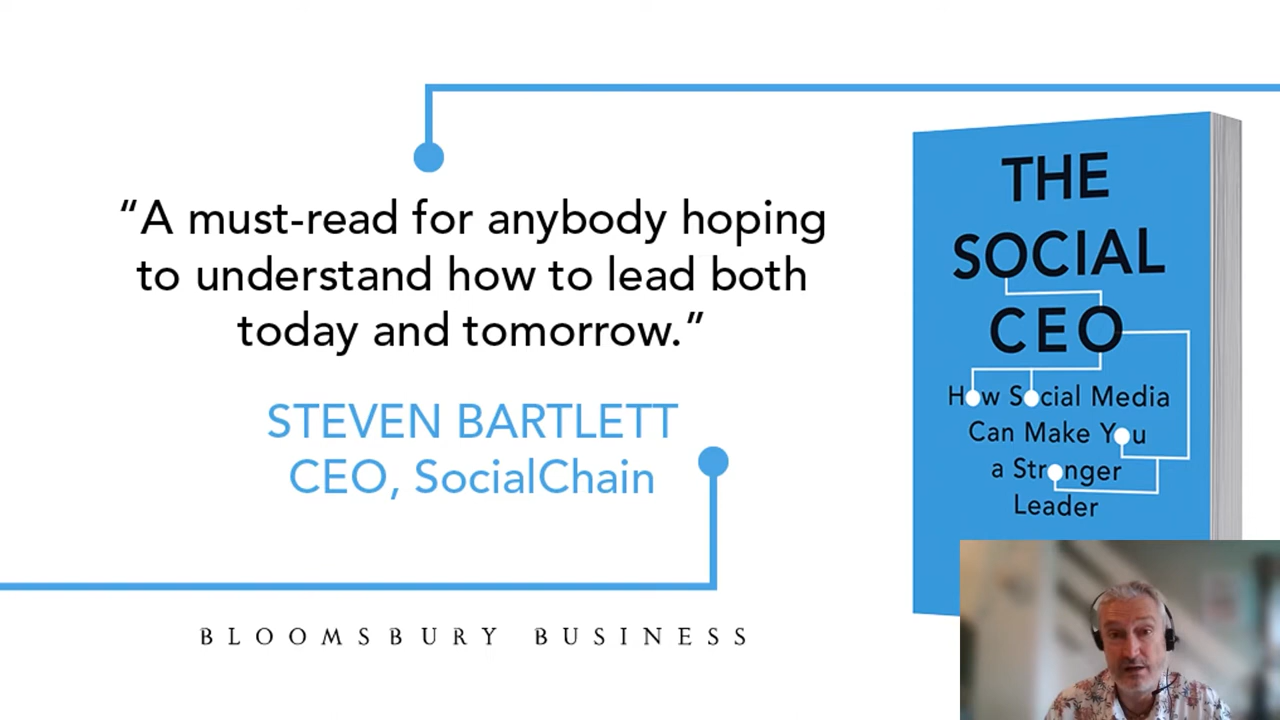 “A must-read for anybody hoping
to understand how to lead both
today and tomorrow.”
STEVEN BARTLETT
CEO, SocialChain
BLOOMSBURY BUSINESS
THE
SOCIAL
CEO
How Social Media
Can Make You
a Stronger
Leader